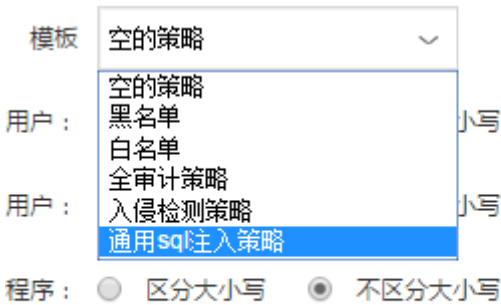 模板 空的策略
空的策略
黑名单
用户： 小写
白名单
全审计策略
用户： 小写
入侵检测策略
通用sql注入策略
程序： 区分大小写 不区分大小写